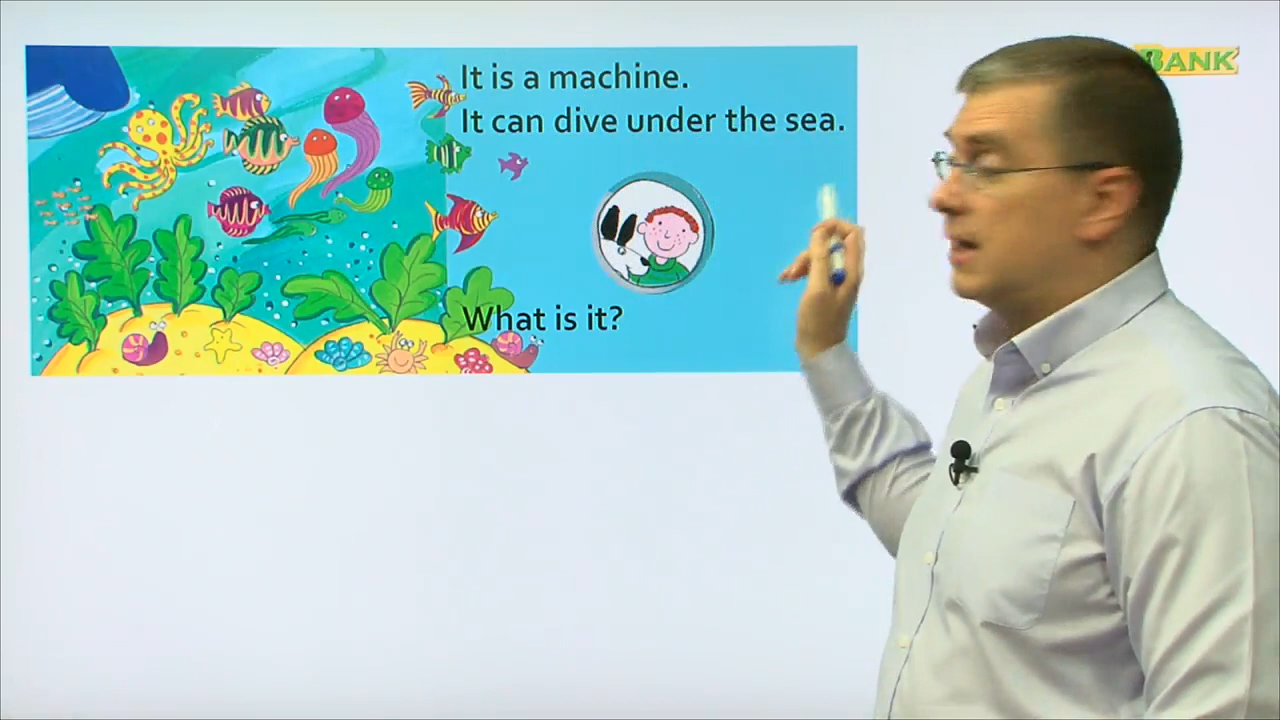 It is a machine.
It can dive under the sea.
What is it?
BANK